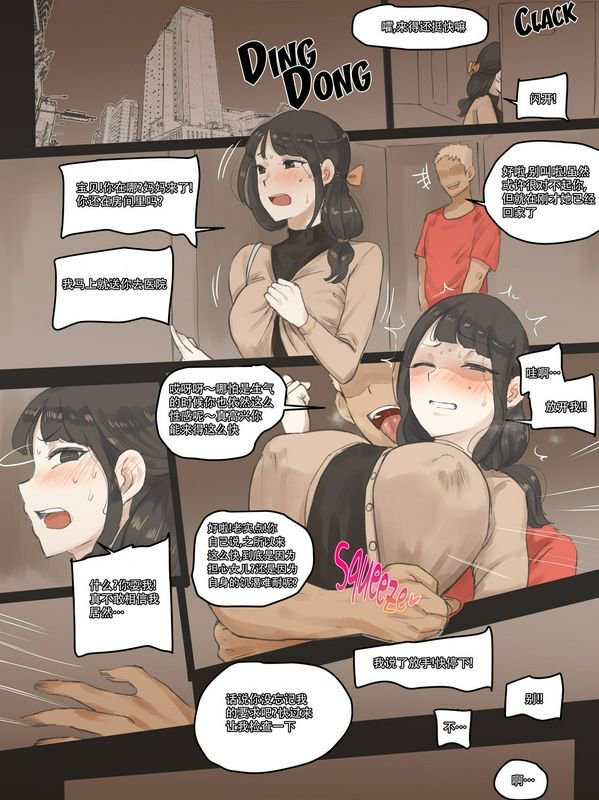 嚯,来得还挺快嘛
CLACK
闪开!
DING
DONG
宝贝!你在哪?妈妈来了!
你还在房间里吗?
好啦,别叫啦!虽然
或许很对不起你,
但就在刚才她已经
回家了
我马上就送你去医院
哎呀呀~哪怕是生气
的时候你也依然这么
性感呢~真高兴你
能来得这么快
哇啊…
放开我!!
什么?你耍我!
真不敢相信我
居然…
好啦!老实点!你
自己说,之所以来
这么快,到底是因为
担心女儿?还是因为
自身的饥渴难耐呢?
Squeeze
我说了放手!快停下!
话说你没忘记我
的要求吧?快过来
让我检查一下
别!!
不…
啊…